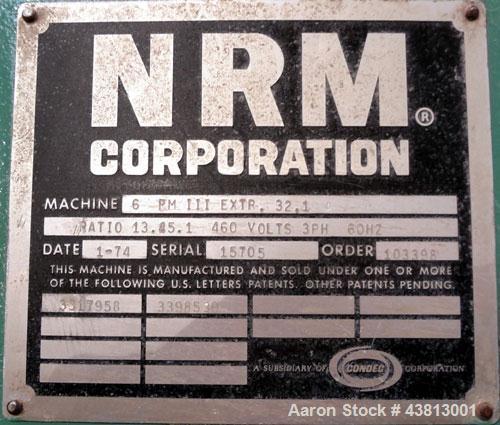 NRM®
CORPORATION
MACHINE 6 PM III EXTR. 32.1
RATIO 13.45.1 460 VOLTS 3PH 60HZ
DATE 1-74 SERIAL 15705 ORDER 103398
THIS MACHINE IS MANUFACTURED AND SOLD UNDER ONE OR MORE
OF THE FOLLOWING U.S. LETTERS PATENTS. OTHER PATENTS PENDING.
3317958 3398530
A SUBSIDIARY OF CONDEC CORPORATION
Aaron Stock # 43813001